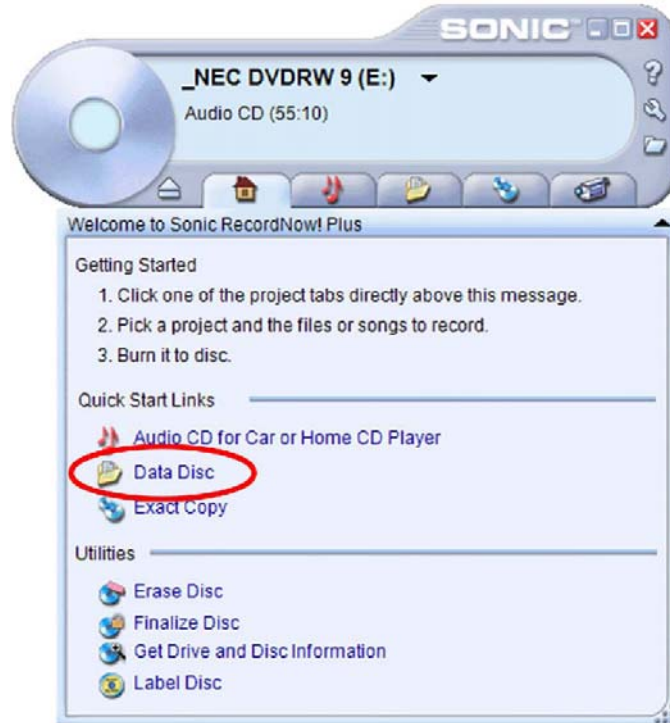 SONIC™
_NEC DVDRW 9 (E:)
Audio CD (55:10)
Welcome to Sonic RecordNow! Plus
Getting Started
1. Click one of the project tabs directly above this message.
2. Pick a project and the files or songs to record.
3. Burn it to disc.
Quick Start Links
Audio CD for Car or Home CD Player
Data Disc
Exact Copy
Utilities
Erase Disc
Finalize Disc
Get Drive and Disc Information
Label Disc